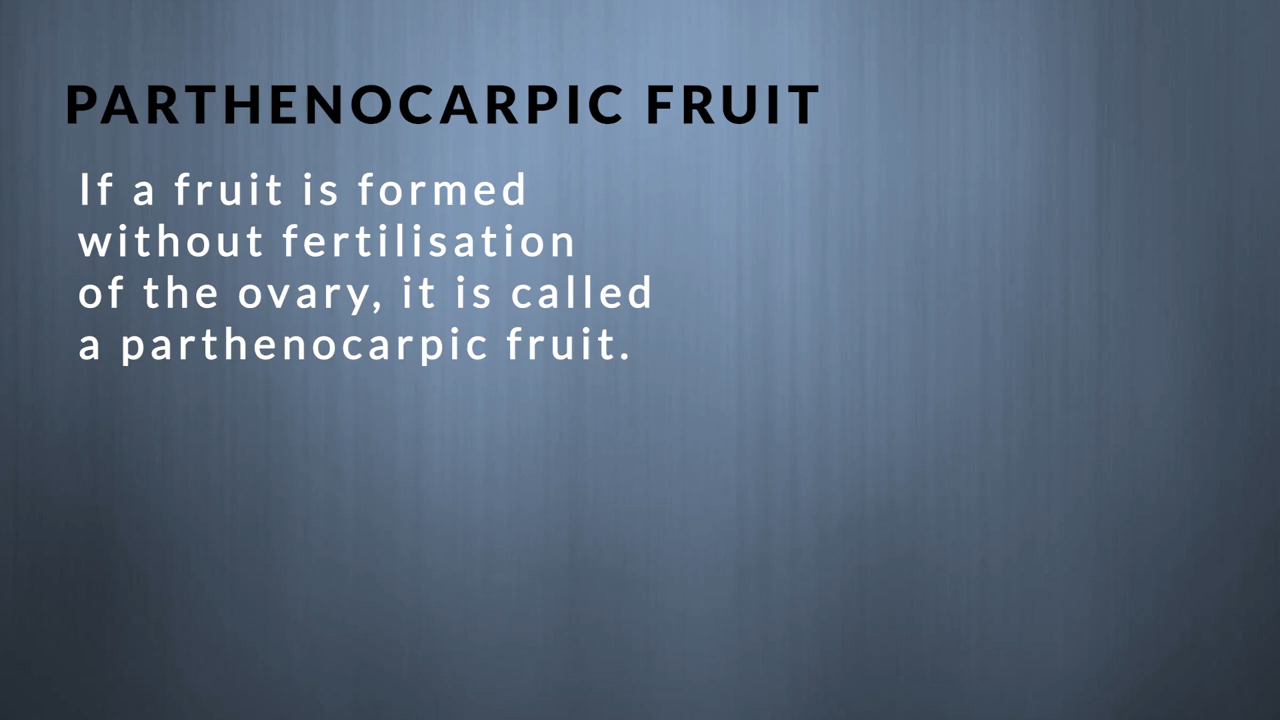 PARTHENOCARPIC FRUIT
If a fruit is formed
without fertilisation
of the ovary, it is called
a parthenocarpic fruit.